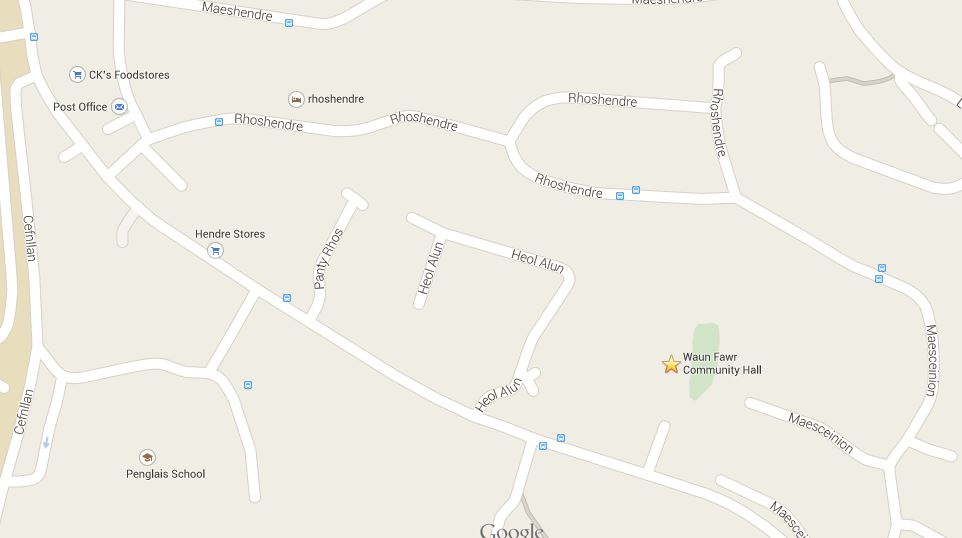 Maeshendre
Maeshendre
CK's Foodstores
Post Office
rhoshendre
Rhoshendre
Rhoshendre
Rhoshendre
Rhoshendre
Rhoshendre
Cefnllan
Hendre Stores
Panty Rhos
Heol Alun
Heol Alun
Waun Fawr
Community Hall
Maesceinion
Heol Alun
Cefnllan
Maesceinion
Penglais School
Maescei
Google